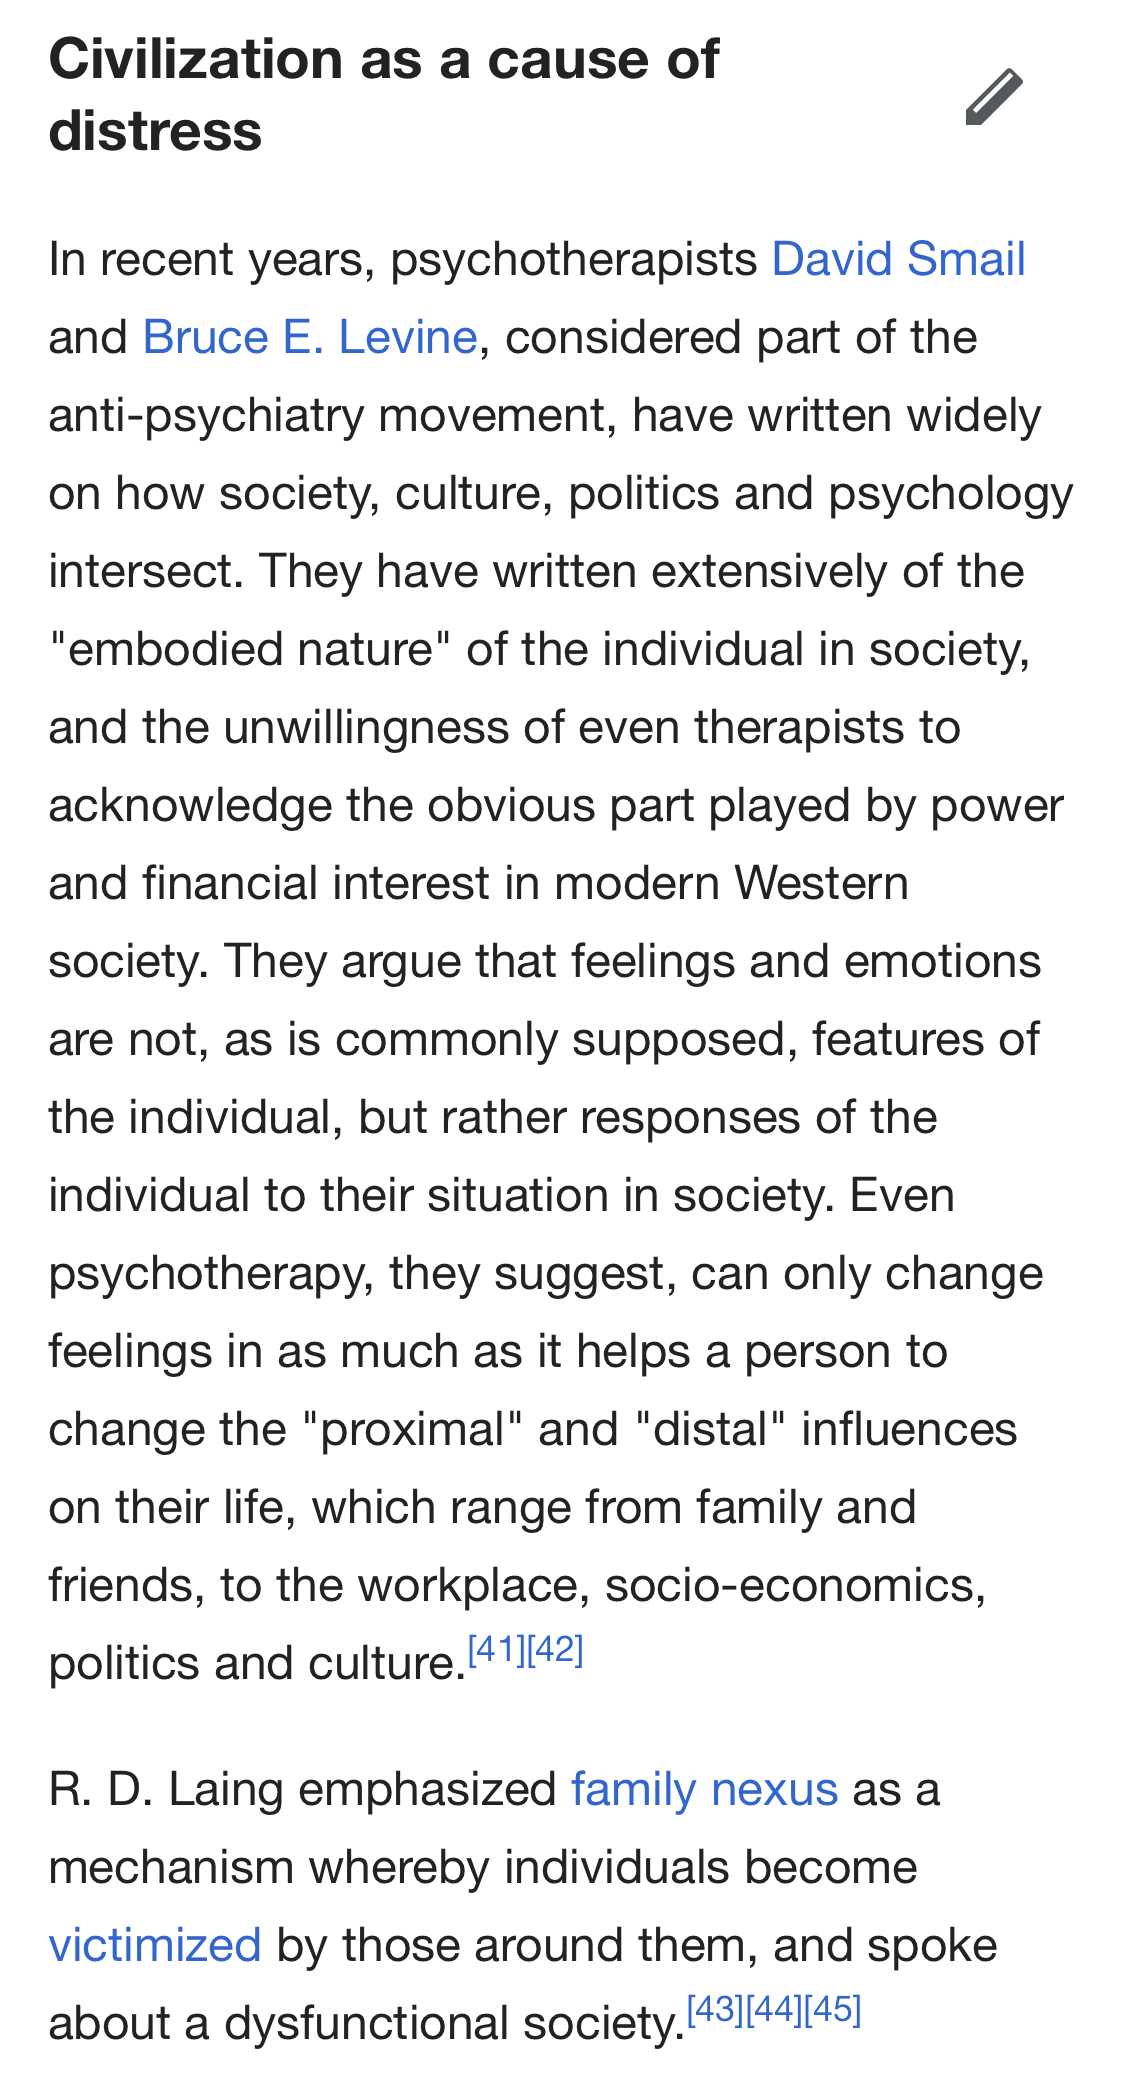 Civilization as a cause of
distress
In recent years, psychotherapists David Smail
and Bruce E. Levine, considered part of the
anti-psychiatry movement, have written widely
on how society, culture, politics and psychology
intersect. They have written extensively of the
"embodied nature" of the individual in society,
and the unwillingness of even therapists to
acknowledge the obvious part played by power
and financial interest in modern Western
society. They argue that feelings and emotions
are not, as is commonly supposed, features of
the individual, but rather responses of the
individual to their situation in society. Even
psychotherapy, they suggest, can only change
feelings in as much as it helps a person to
change the "proximal" and "distal" influences
on their life, which range from family and
friends, to the workplace, socio-economics,
politics and culture.[41][42]
R. D. Laing emphasized family nexus as a
mechanism whereby individuals become
victimized by those around them, and spoke
about a dysfunctional society.[43][44][45]